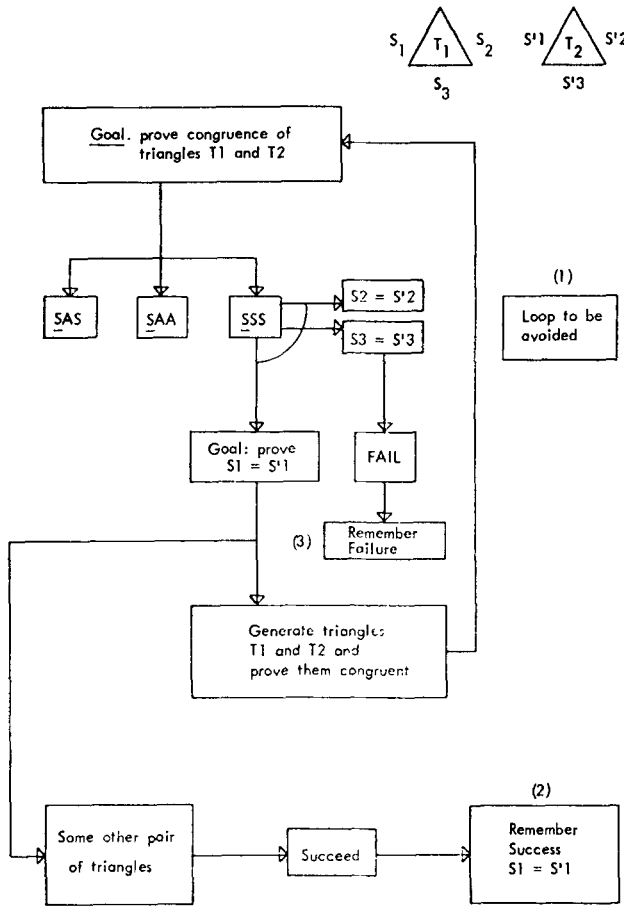 S1 T1 S2 S'1 T2 S'2
S3 S'3
Goal. prove congruence of
triangles T1 and T2
(1)
S2 = S'2
SAS SAA SSS
S3 = S'3
Loop to be
avoided
Goal: prove
S1 = S'1
FAIL
(3)
Remember
Failure
Generate triangles
T1 and T2 and
prove them congruent
(2)
Some other pair
of triangles
Succeed
Remember
Success
S1 = S'1